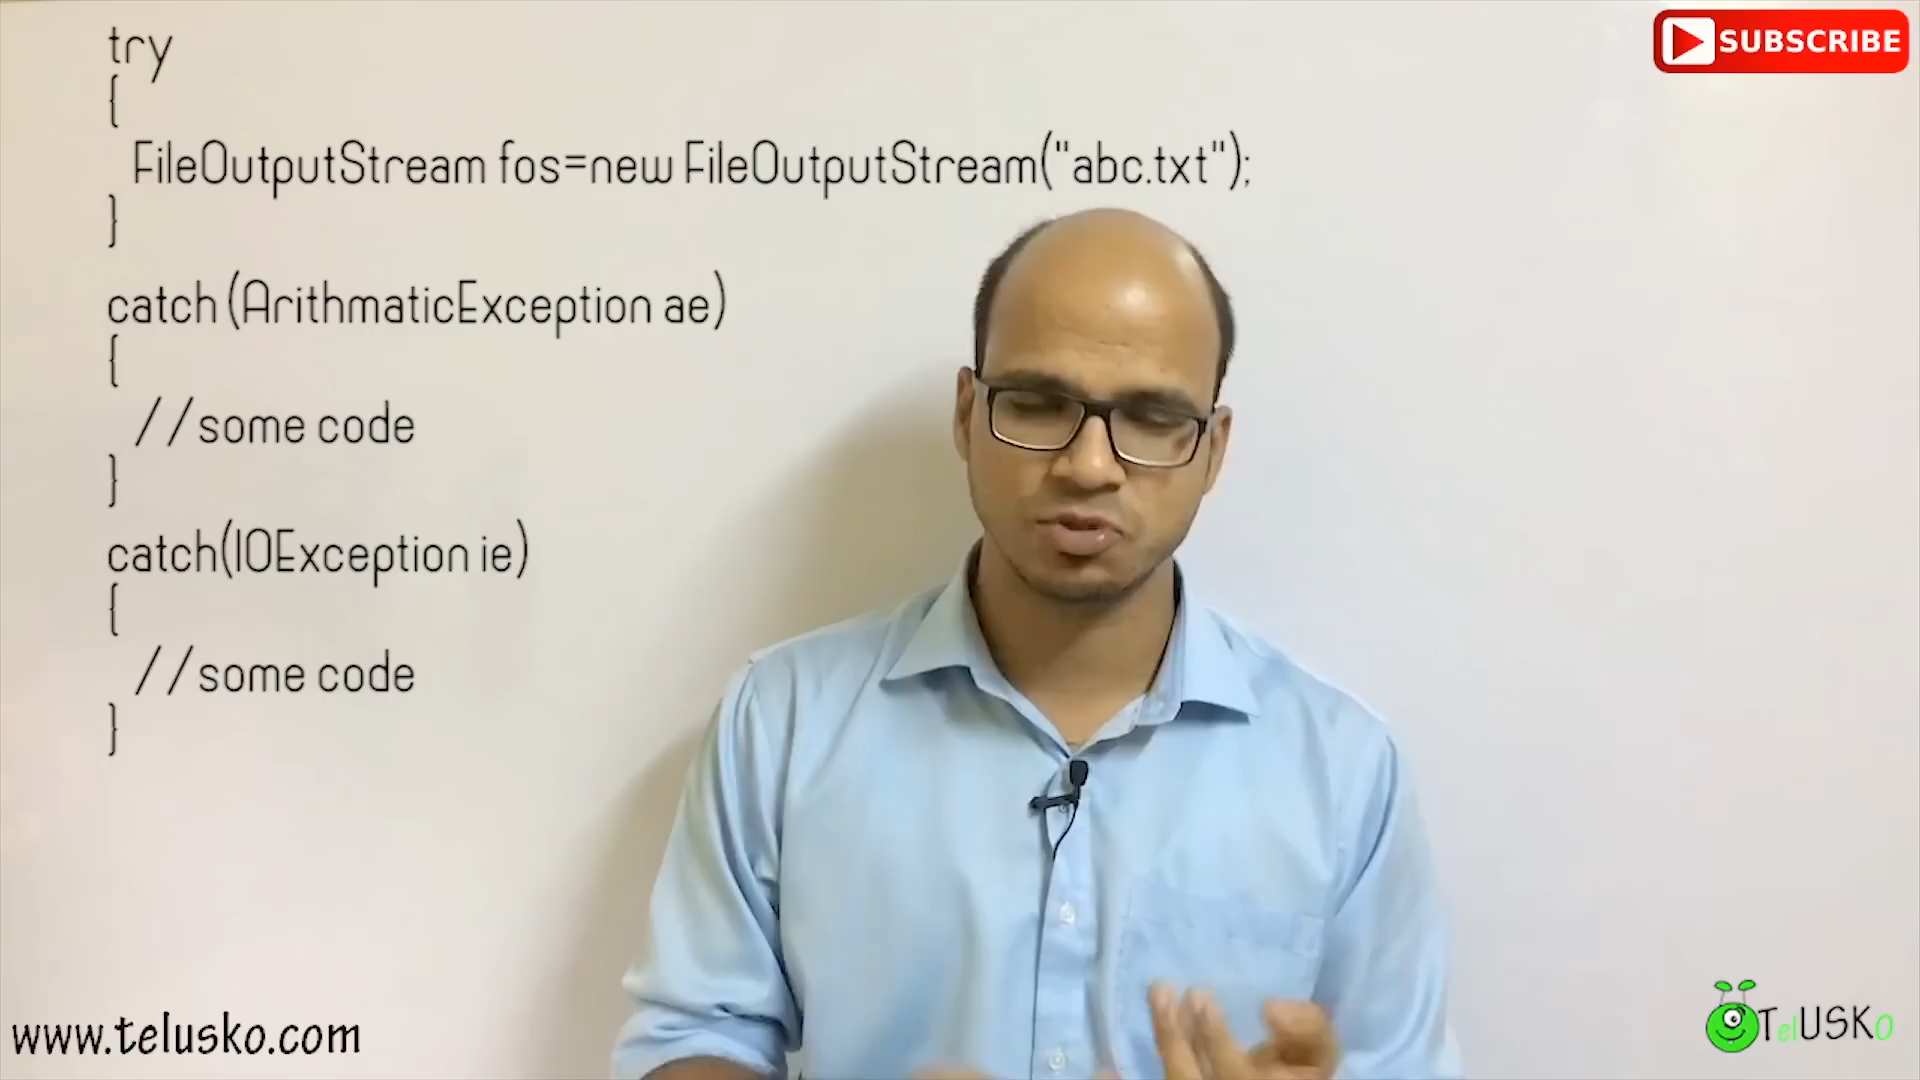 try
{
FileOutputStream fos=new FileOutputStream("abc.txt");
}
catch (ArithmaticException ae)
{
//some code
}
catch(IOException ie)
{
//some code
}
SUBSCRIBE
www.telusko.com
TelUSKO